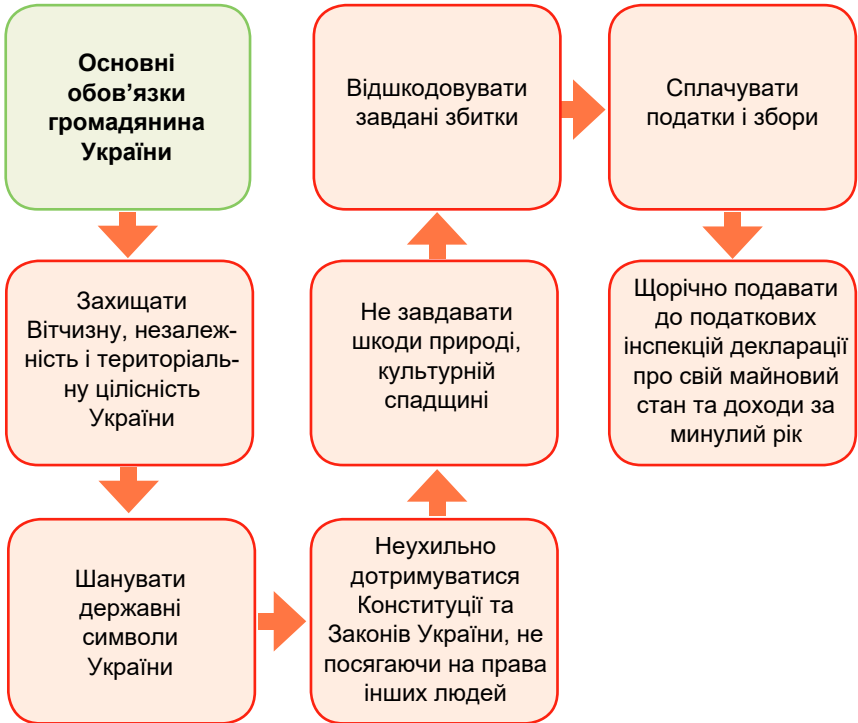 Основні
обов’язки
громадянина
України
Захищати
Вітчизну, незалеж-
ність і територіаль-
ну цілісність
України
Шанувати
державні
символи
України
Неухильно
дотримуватися
Конституції та
Законів України, не
посягаючи на права
інших людей
Не завдавати
шкоди природі,
культурній
спадщині
Відшкодовувати
завдані збитки
Сплачувати
податки і збори
Щорічно подавати
до податкових
інспекцій декларації
про свій майновий
стан та доходи за
минулий рік